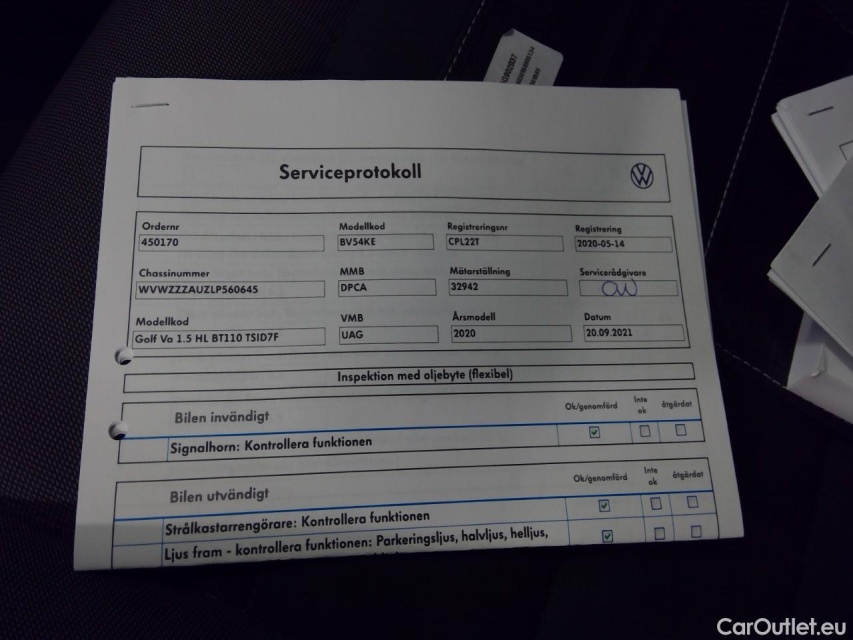 Serviceprotokoll
Ordernr Modellkod Registreringsnr Registrering
450170 BV54KE CPL22T 2020-05-14
Chassinummer MMB Mätarställning Servicerådgivare
WVWZZZAUZLP560645 DPCA 32942
Modellkod VMB Årsmodell Datum
Golf Va 1.5 HL BT110 TSID7F UAG 2020 20.09.2021
Inspektion med oljebyte (flexibel)
Bilen invändigt Ok/genomförd Inte ok åtgärdat
Signalhorn: Kontrollera funktionen
Bilen utvändigt Ok/genomförd Inte ok åtgärdat
Strålkastarrengörare: Kontrollera funktionen
Ljus fram - kontrollera funktionen: Parkeringsljus, halvljus, helljus,
CarOutlet.eu